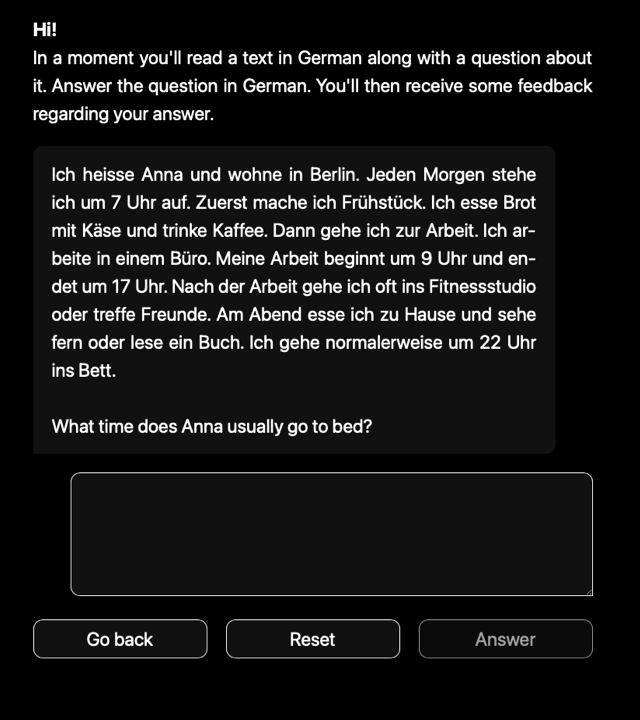 Hi!
In a moment you'll read a text in German along with a question about
it. Answer the question in German. You'll then receive some feedback
regarding your answer.
Ich heisse Anna und wohne in Berlin. Jeden Morgen stehe
ich um 7 Uhr auf. Zuerst mache ich Frühstück. Ich esse Brot
mit Käse und trinke Kaffee. Dann gehe ich zur Arbeit. Ich ar-
beite in einem Büro. Meine Arbeit beginnt um 9 Uhr und en-
det um 17 Uhr. Nach der Arbeit gehe ich oft ins Fitnessstudio
oder treffe Freunde. Am Abend esse ich zu Hause und sehe
fern oder lese ein Buch. Ich gehe normalerweise um 22 Uhr
ins Bett.
What time does Anna usually go to bed?
Go back
Reset
Answer